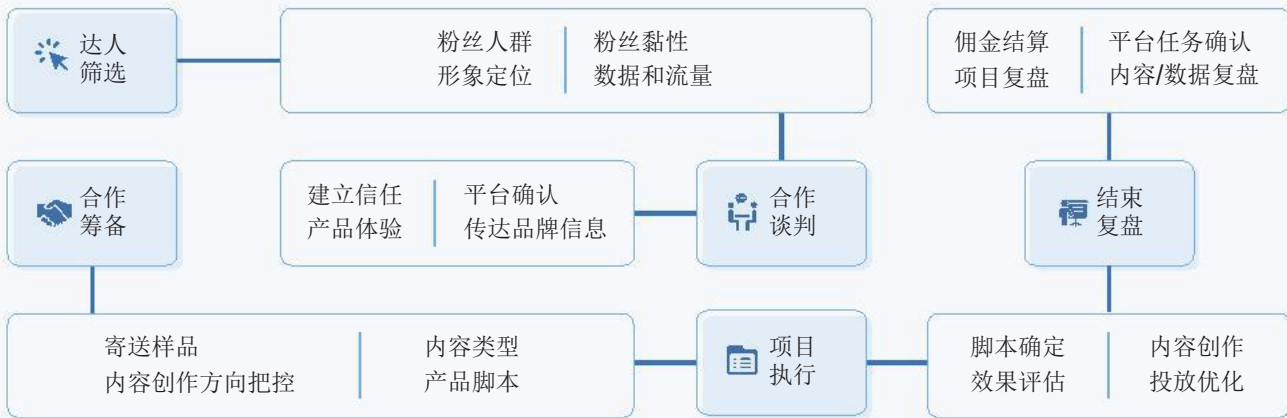 达人
筛选
粉丝人群
形象定位
粉丝黏性
数据和流量
佣金结算
项目复盘
平台任务确认
内容/数据复盘
合作
筹备
建立信任
产品体验
平台确认
传达品牌信息
合作
谈判
结束
复盘
寄送样品
内容创作方向把控
内容类型
产品脚本
项目
执行
脚本确定
效果评估
内容创作
投放优化